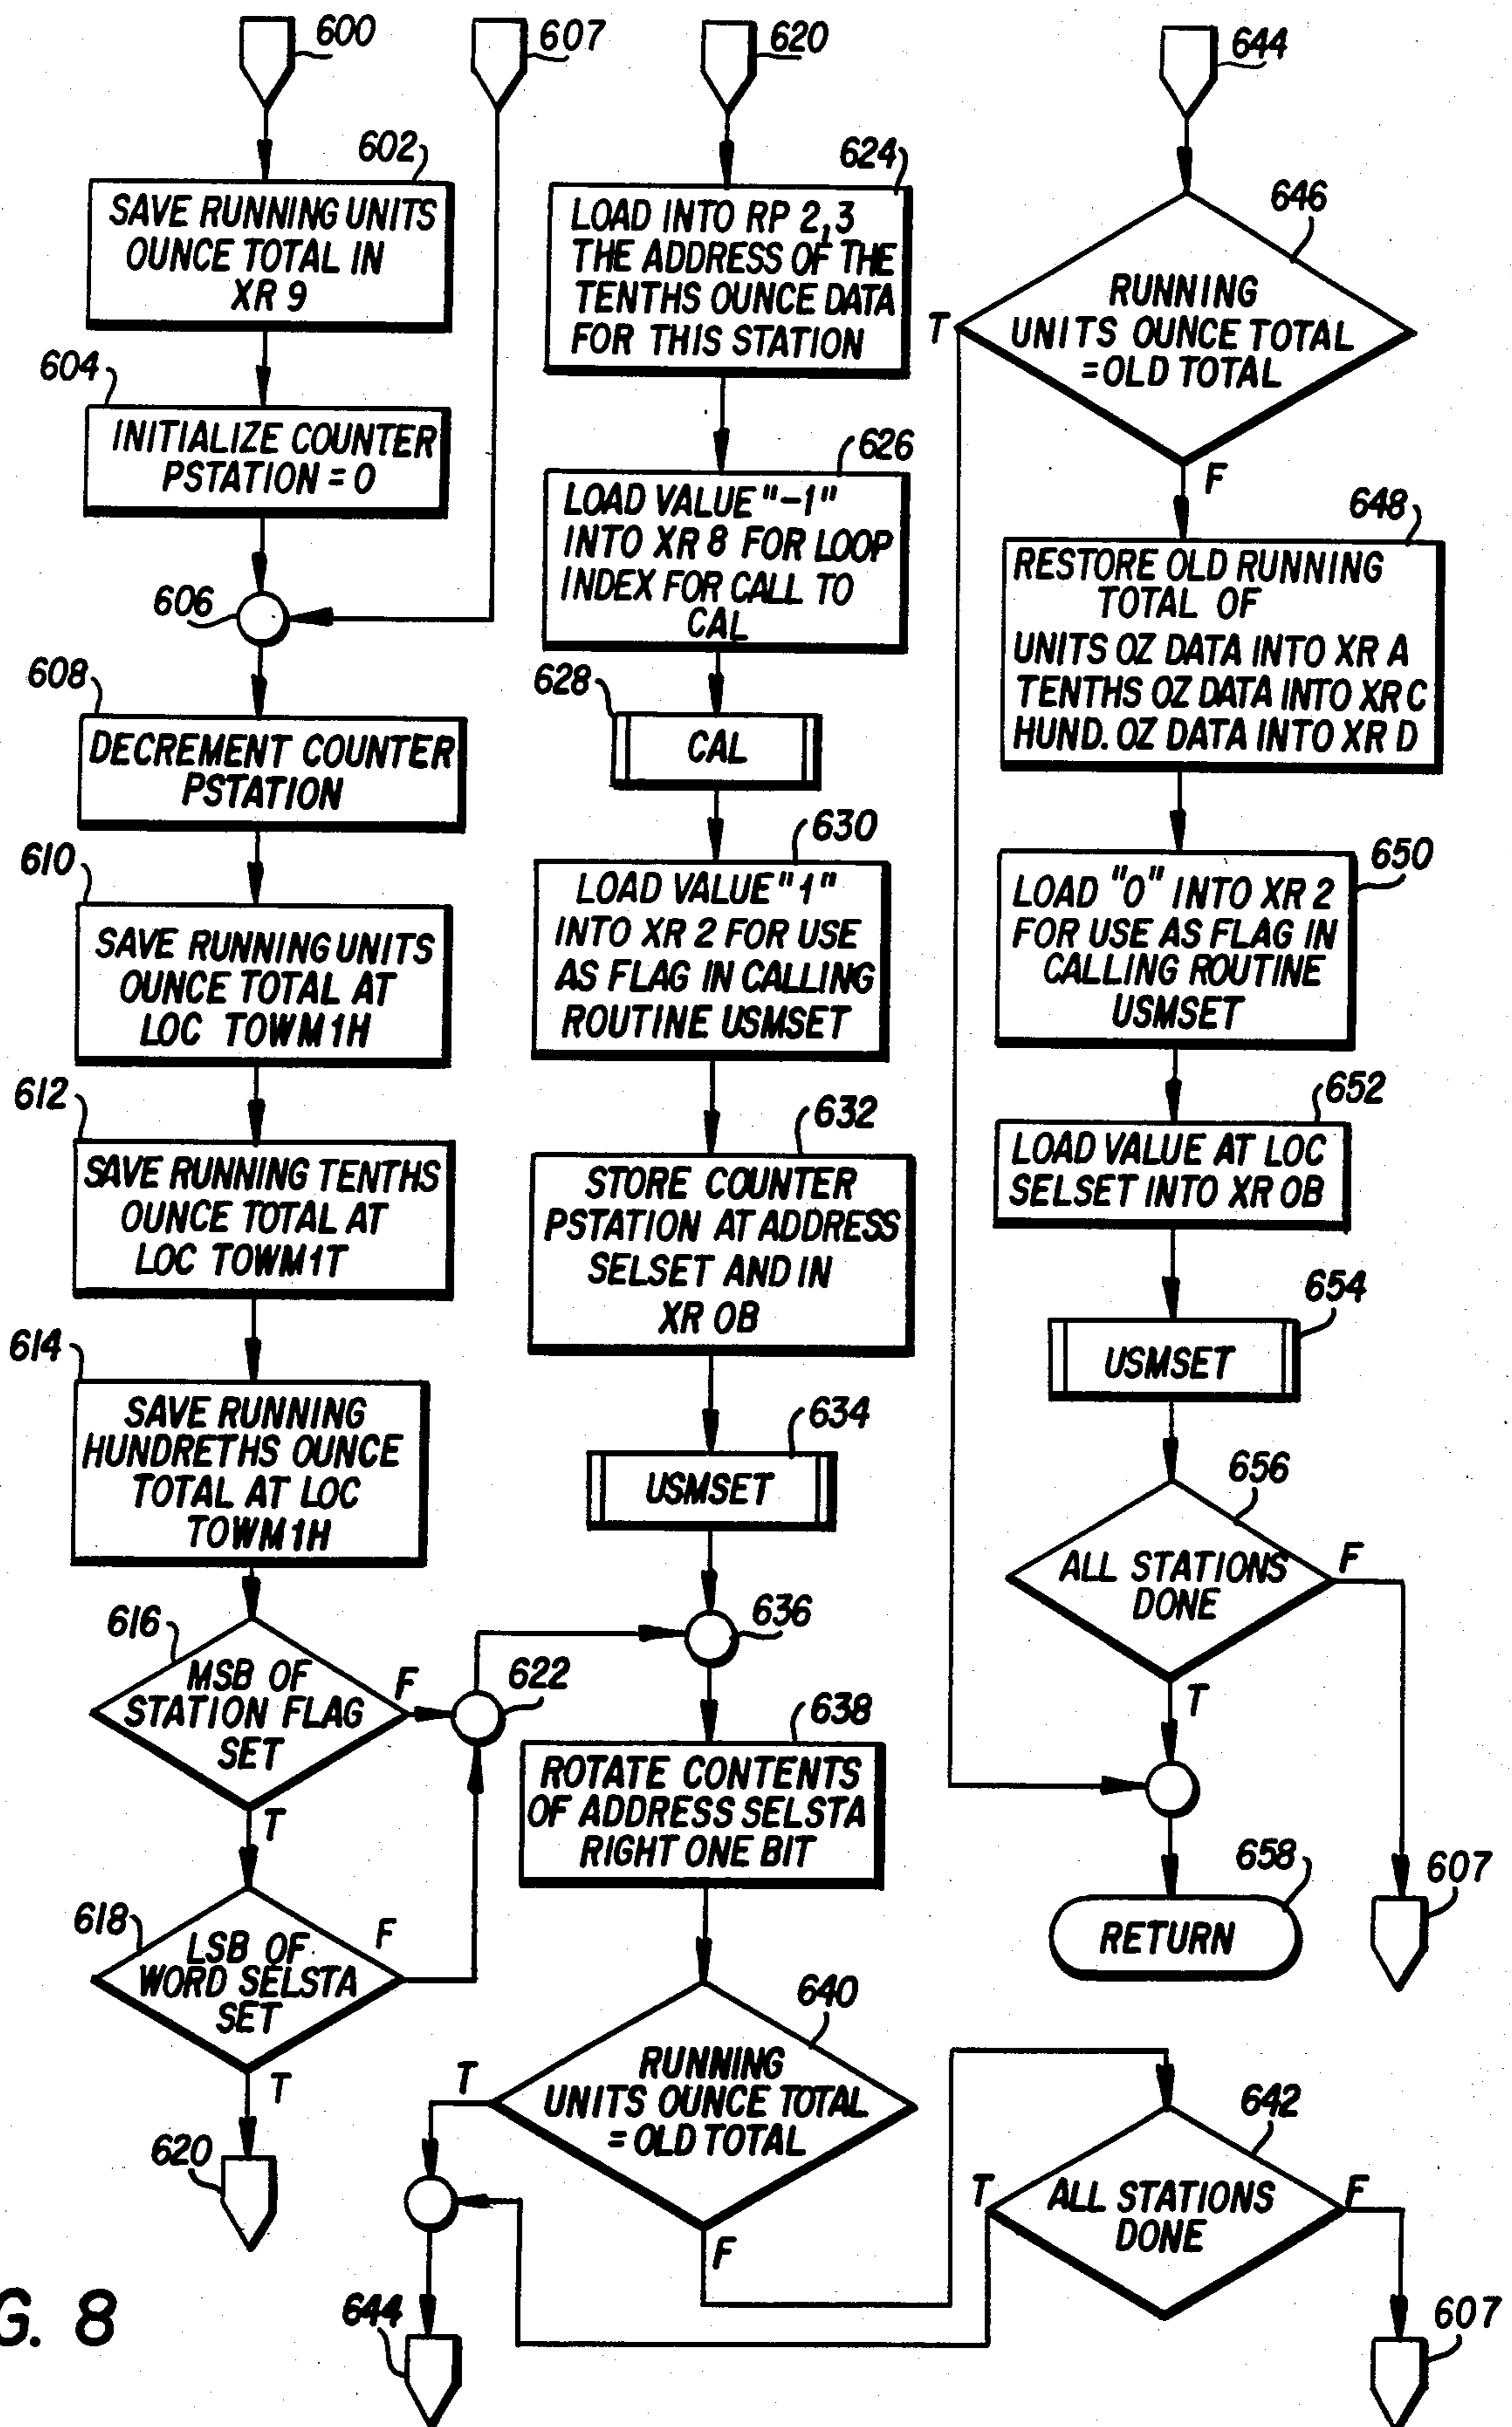 600
602
SAVE RUNNING UNITS
OUNCE TOTAL IN
XR 9
604
INITIALIZE COUNTER
PSTATION = 0
606
608
DECREMENT COUNTER
PSTATION
610
SAVE RUNNING UNITS
OUNCE TOTAL AT
LOC TOWM1H
612
SAVE RUNNING TENTHS
OUNCE TOTAL AT
LOC TOWM1T
614
SAVE RUNNING
HUNDRETHS OUNCE
TOTAL AT LOC
TOWM1H
616
MSB OF
STATION FLAG
SET
F
T
622
618
LSB OF
WORD SELSTA
SET
F
T
620
607
620
624
LOAD INTO RP 2,3
THE ADDRESS OF THE
TENTHS OUNCE DATA
FOR THIS STATION
626
LOAD VALUE "-1"
INTO XR 8 FOR LOOP
INDEX FOR CALL TO
CAL
628
CAL
630
LOAD VALUE "1"
INTO XR 2 FOR USE
AS FLAG IN CALLING
ROUTINE USMSET
632
STORE COUNTER
PSTATION AT ADDRESS
SELSET AND IN
XR OB
634
USMSET
636
638
ROTATE CONTENTS
OF ADDRESS SELSTA
RIGHT ONE BIT
640
RUNNING
UNITS OUNCE TOTAL
= OLD TOTAL
T
F
644
644
646
RUNNING
UNITS OUNCE TOTAL
= OLD TOTAL
T
F
648
RESTORE OLD RUNNING
TOTAL OF
UNITS OZ DATA INTO XR A
TENTHS OZ DATA INTO XR C
HUND. OZ DATA INTO XR D
650
LOAD "0" INTO XR 2
FOR USE AS FLAG IN
CALLING ROUTINE
USMSET
652
LOAD VALUE AT LOC
SELSET INTO XR OB
654
USMSET
656
ALL STATIONS
DONE
F
T
658
RETURN
607
642
ALL STATIONS
DONE
T
F
607
G. 8